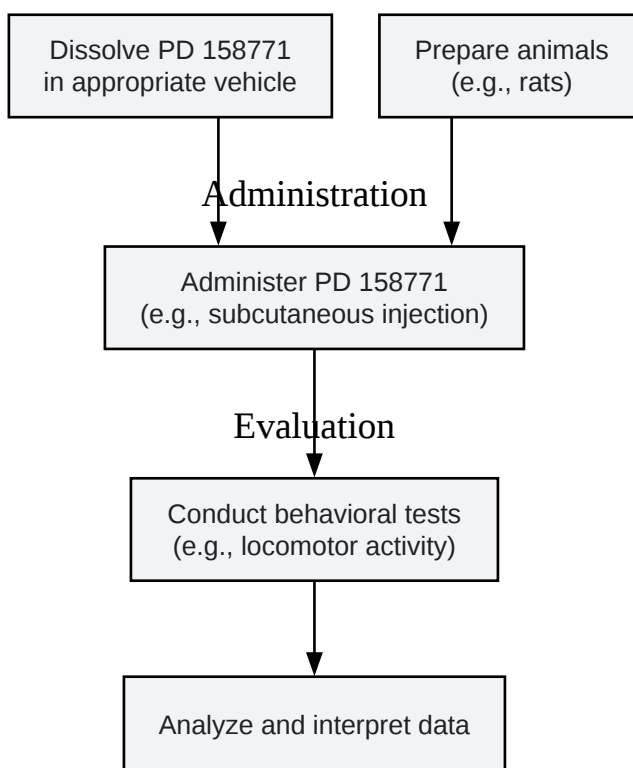 Dissolve PD 158771
in appropriate vehicle
Prepare animals
(e.g., rats)
Administration
Administer PD 158771
(e.g., subcutaneous injection)
Evaluation
Conduct behavioral tests
(e.g., locomotor activity)
Analyze and interpret data